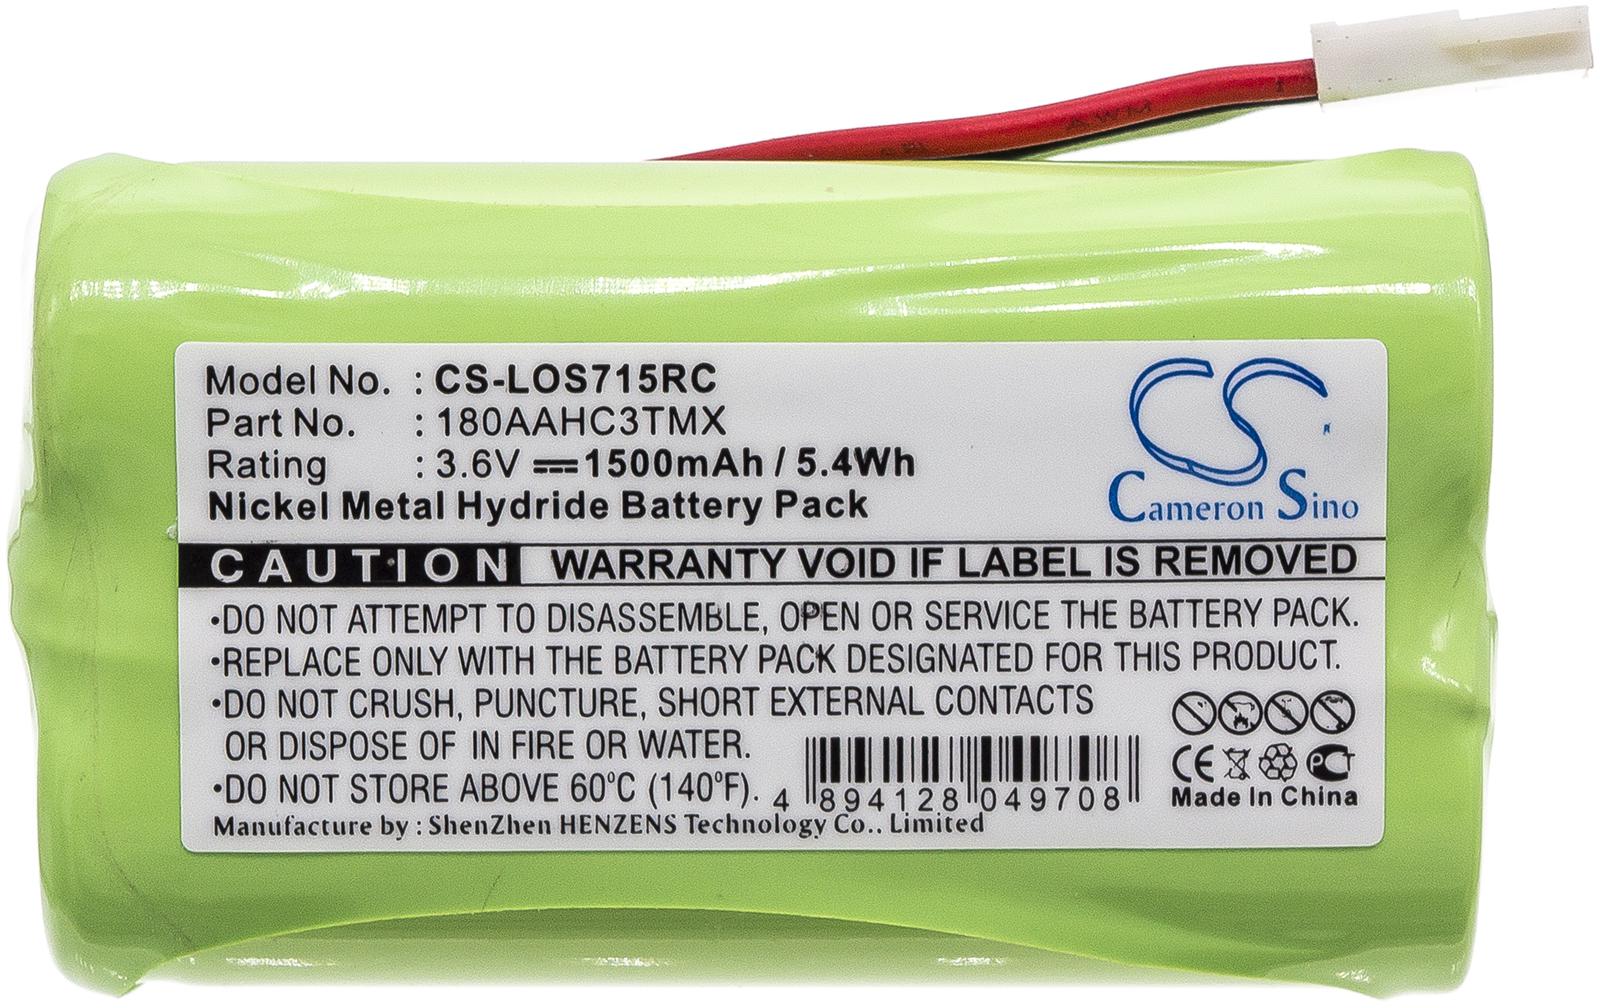 AWM
Model No. : CS-LOS715RC
Part No. : 180AAHC3TMX
Rating : 3.6V ⎓ 1500mAh / 5.4Wh
Nickel Metal Hydride Battery Pack
CS
Cameron Sino
CAUTION WARRANTY VOID IF LABEL IS REMOVED
•DO NOT ATTEMPT TO DISASSEMBLE, OPEN OR SERVICE THE BATTERY PACK.
•REPLACE ONLY WITH THE BATTERY PACK DESIGNATED FOR THIS PRODUCT.
•DO NOT CRUSH, PUNCTURE, SHORT EXTERNAL CONTACTS
OR DISPOSE OF IN FIRE OR WATER.
•DO NOT STORE ABOVE 60°C (140°F).
4 894128 049708
CE
Made In China
Manufacture by : ShenZhen HENZENS Technology Co.. Limited